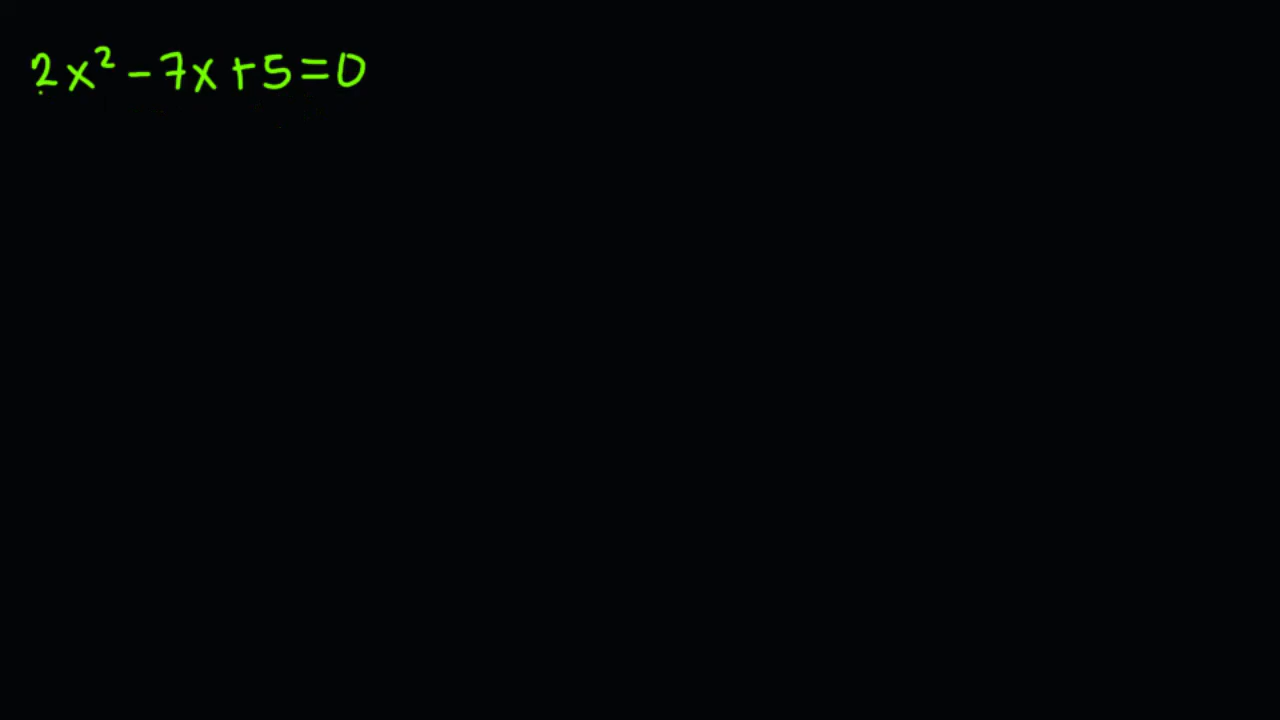 2x² - 7x + 5 = 0